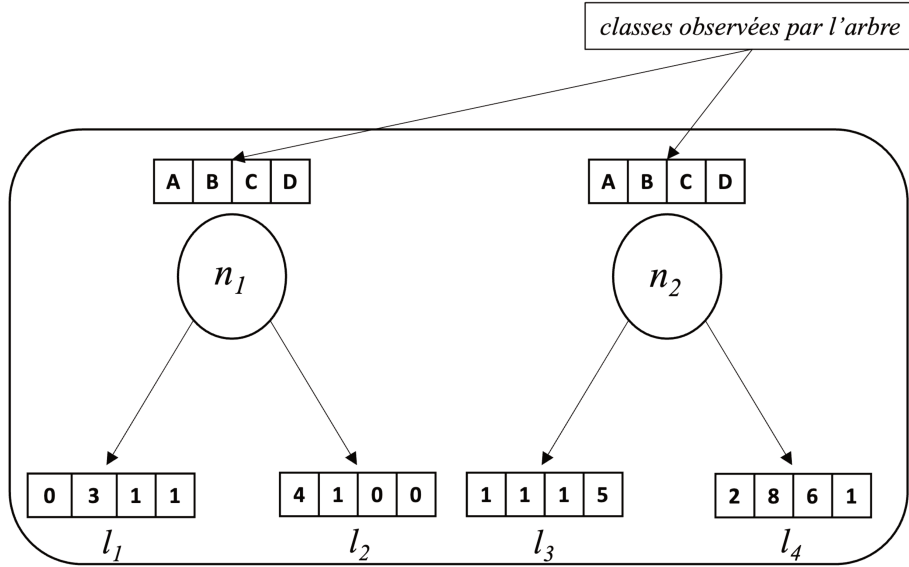 classes observées par l'arbre
A B C D
A B C D
n1
n2
0 3 1 1
4 1 0 0
1 1 1 5
2 8 6 1
l1
l2
l3
l4